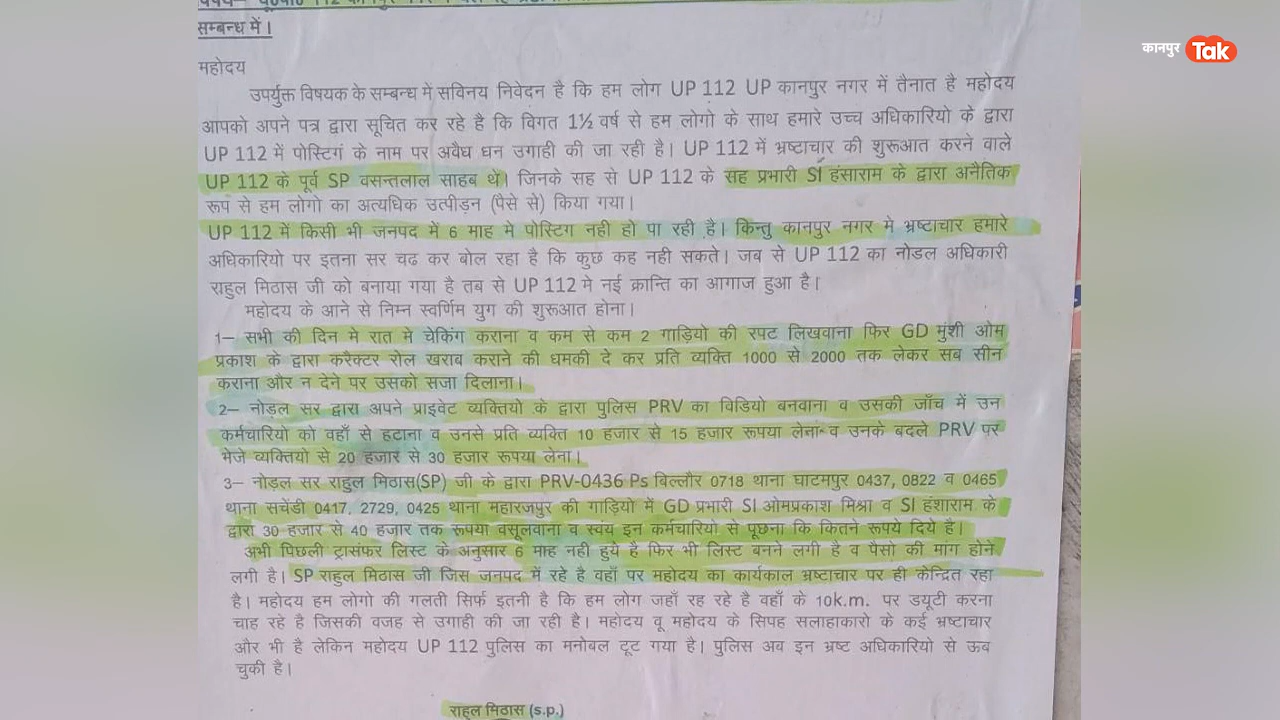 सम्बन्ध में।
कानपुर Tak
महोदय
उपर्युक्त विषयक के सम्बन्ध में सविनय निवेदन है कि हम लोग UP 112 UP कानपुर नगर में तैनात है महोदय
आपको अपने पत्र द्वारा सूचित कर रहे है कि विगत 1½ वर्ष से हम लोगो के साथ हमारे उच्च अधिकारियो के द्वारा
UP 112 में पोस्टिगं के नाम पर अवैध धन उगाही की जा रही है। UP 112 में भ्रष्टाचार की शुरूआत करने वाले
UP 112 के पूर्व SP वसन्तलाल साहब थें। जिनके सह से UP 112 के सह प्रभारी SI हंसाराम के द्वारा अनैतिक
रूप से हम लोगो का अत्यधिक उत्पीड़न (पैसे से) किया गया।
UP 112 में किसी भी जनपद में 6 माह मे पोस्टिग नही हो पा रही है। किन्तु कानपुर नगर मे भ्रष्टाचार हमारे
अधिकारियो पर इतना सर चढ कर बोल रहा है कि कुछ कह नही सकते। जब से UP 112 का नोडल अधिकारी
राहुल मिठास जी को बनाया गया है तब से UP 112 मे नई क्रान्ति का आगाज हुआ है।
महोदय के आने से निम्न स्वर्णिम युग की शुरूआत होना।
1– सभी की दिन मे रात मे चेकिंग कराना व कम से कम 2 गाड़ियो की रपट लिखवाना फिर GD मुंशी ओम
प्रकाश के द्वारा करैक्टर रोल खराब कराने की धमकी दे कर प्रति व्यक्ति 1000 से 2000 तक लेकर सब सीन
कराना और न देने पर उसको सजा दिलाना।
2– नोड़ल सर द्वारा अपने प्राइवेट व्यक्तियो के द्वारा पुलिस PRV का विडियो बनवाना व उसकी जॉच में उन
कर्मचारियो को वहॉ से हटाना व उनसे प्रति व्यक्ति 10 हजार से 15 हजार रूपया लेना व उनके बदले PRV पर
भेजे व्यक्तियो से 20 हजार से 30 हजार रूपया लेना।
3– नोड़ल सर राहुल मिठास(SP) जी के द्वारा PRV-0436 Ps बिल्लौर 0718 थाना घाटमपुर 0437, 0822 व 0465
थाना सचेंडी 0417, 2729, 0425 थाना महारजपुर की गाड़ियो में GD प्रभारी SI ओमप्रकाश मिश्रा व SI हंशाराम के
द्वारा 30 हजार से 40 हजार तक रूपया वसूलवाना व स्वंय इन कर्मचारियो से पूछना कि कितने रूपये दिये है।
अभी पिछली ट्रासंफर लिस्ट के अनुसार 6 माह नही हुये है फिर भी लिस्ट बनने लगी है व पैसो की मांग होने
लगी है। SP राहुल मिठास जी जिस जनपद में रहे है वहॉ पर महोदय का कार्यकाल भ्रष्टाचार पर ही केन्द्रित रहा
है। महोदय हम लोगो की गलती सिर्फ इतनी है कि हम लोग जहॉ रह रहे है वहॉ के 10k.m. पर डयूटी करना
चाह रहे है जिसकी वजह से उगाही की जा रही है। महोदय वू महोदय के सिपह सलाहाकारो के कई भ्रष्टाचार
और भी है लेकिन महोदय UP 112 पुलिस का मनोबल टूट गया है। पुलिस अब इन भ्रष्ट अधिकारियो से ऊब
चुकी है।
राहुल मिठास (s.p.)